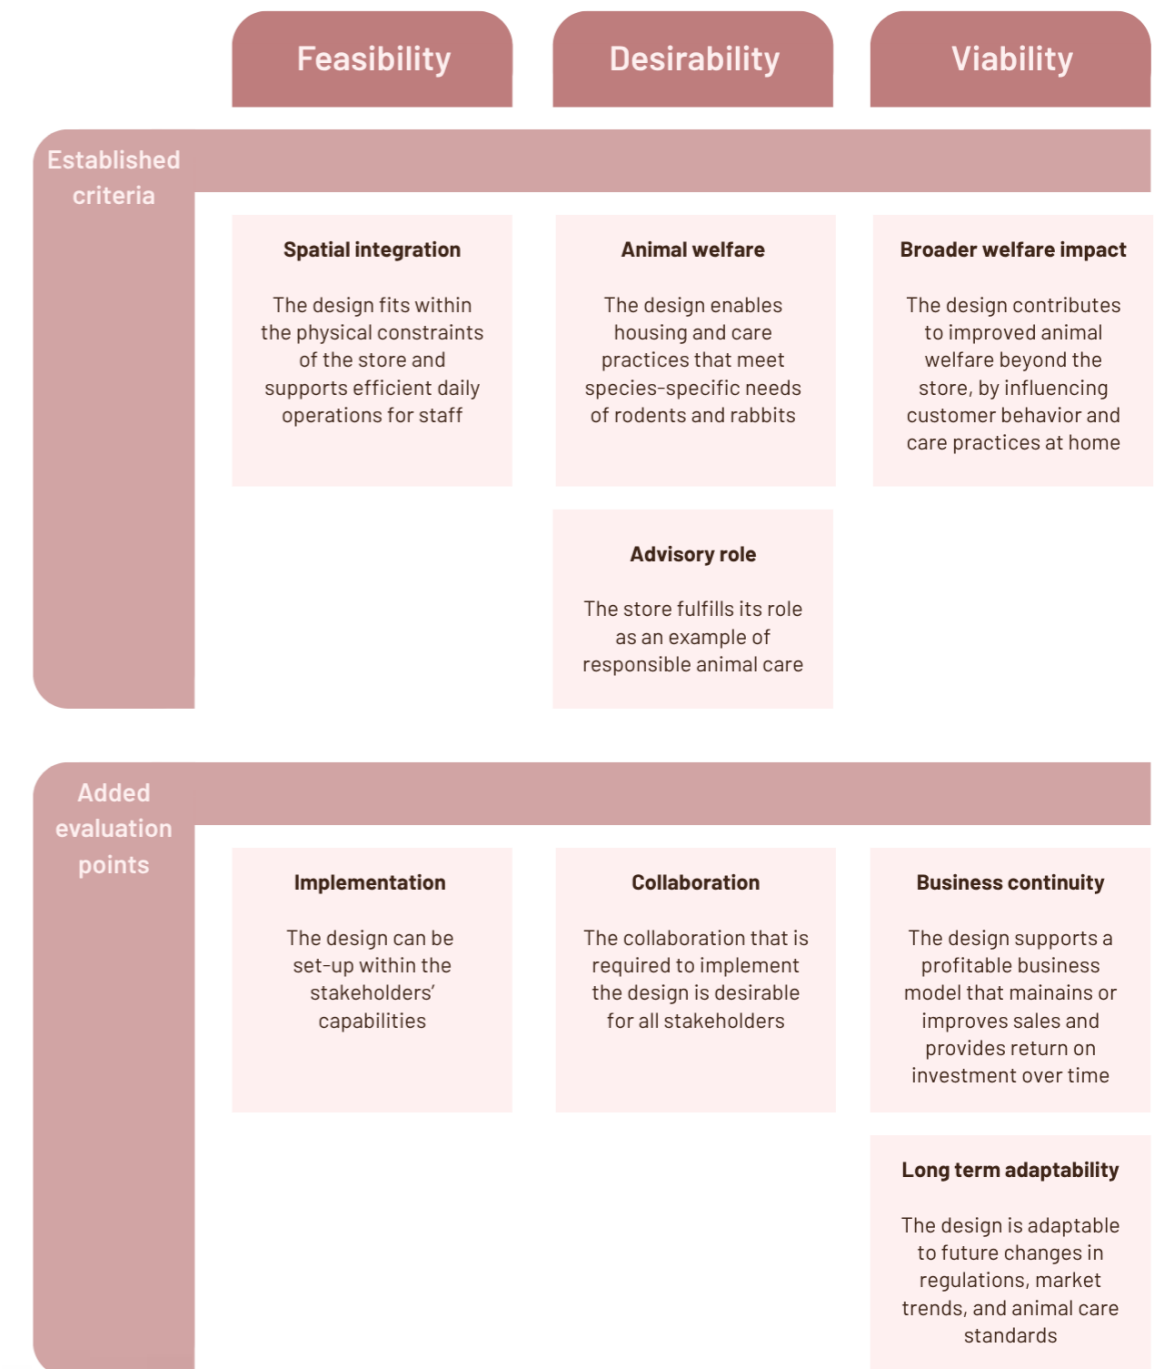 Feasibility
Desirability
Viability
Established
criteria
Spatial integration
The design fits within
the physical constraints
of the store and
supports efficient daily
operations for staff
Animal welfare
The design enables
housing and care
practices that meet
species-specific needs
of rodents and rabbits
Broader welfare impact
The design contributes
to improved animal
welfare beyond the
store, by influencing
customer behavior and
care practices at home
Advisory role
The store fulfills its role
as an example of
responsible animal care
Added
evaluation
points
Implementation
The design can be
set-up within the
stakeholders’
capabilities
Collaboration
The collaboration that is
required to implement
the design is desirable
for all stakeholders
Business continuity
The design supports a
profitable business
model that mainains or
improves sales and
provides return on
investment over time
Long term adaptability
The design is adaptable
to future changes in
regulations, market
trends, and animal care
standards